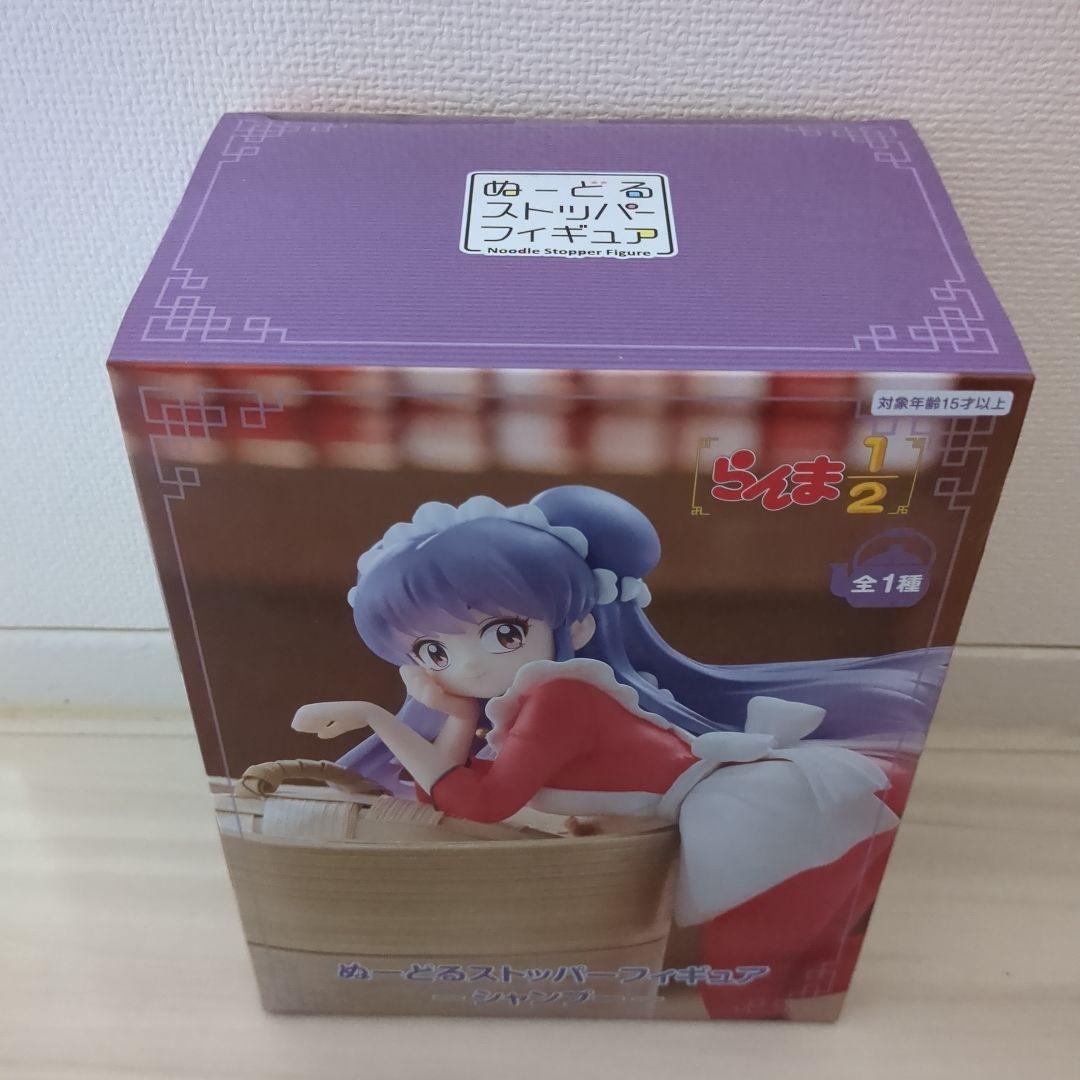 ぬーどる
ストッパー
フィギュア
Noodle Stopper Figure
対象年齢15才以上
らんま1/2
全1種
ぬーどるストッパーフィギュア
ーシャンプーー